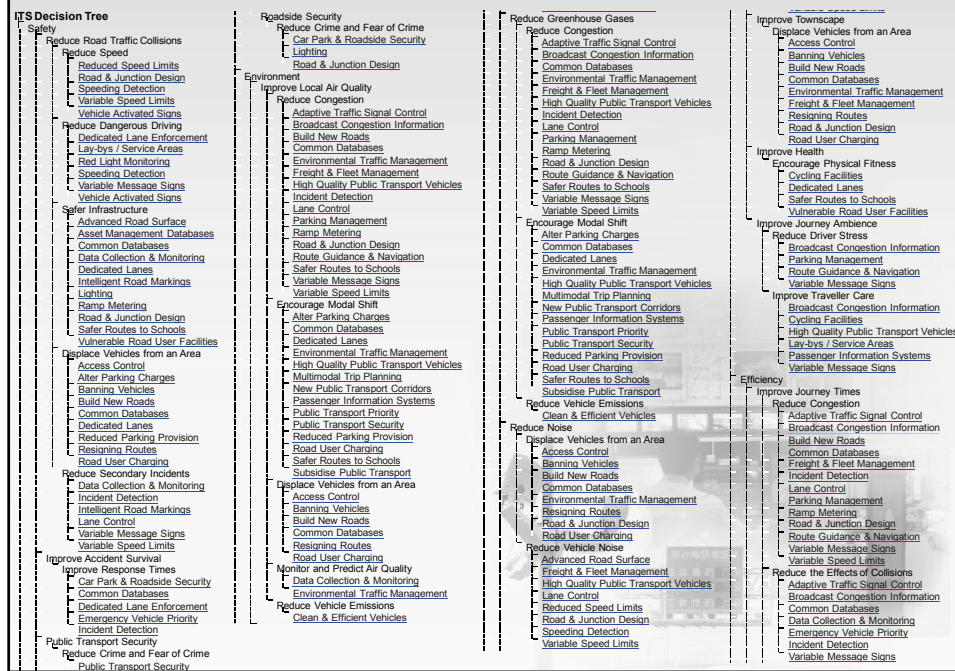 ITS Decision Tree
Safety
Reduce Road Traffic Collisions
Reduce Speed
Reduced Speed Limits
Road & Junction Design
Speeding Detection
Variable Speed Limits
Vehicle Activated Signs
Reduce Dangerous Driving
Dedicated Lane Enforcement
Lay-bys / Service Areas
Red Light Monitoring
Speeding Detection
Variable Message Signs
Vehicle Activated Signs
Safer Infrastructure
Advanced Road Surface
Asset Management Databases
Common Databases
Data Collection & Monitoring
Dedicated Lanes
Intelligent Road Markings
Lighting
Ramp Metering
Road & Junction Design
Safer Routes to Schools
Vulnerable Road User Facilities
Displace Vehicles from an Area
Access Control
Alter Parking Charges
Banning Vehicles
Build New Roads
Common Databases
Dedicated Lanes
Reduced Parking Provision
Resigning Routes
Road User Charging
Reduce Secondary Incidents
Data Collection & Monitoring
Incident Detection
Intelligent Road Markings
Lane Control
Variable Message Signs
Variable Speed Limits
Improve Accident Survival
Improve Response Times
Car Park & Roadside Security
Common Databases
Dedicated Lane Enforcement
Emergency Vehicle Priority
Incident Detection
Public Transport Security
Reduce Crime and Fear of Crime
Public Transport Security
Roadside Security
Reduce Crime and Fear of Crime
Car Park & Roadside Security
Lighting
Road & Junction Design
Environment
Improve Local Air Quality
Reduce Congestion
Adaptive Traffic Signal Control
Broadcast Congestion Information
Build New Roads
Common Databases
Environmental Traffic Management
Freight & Fleet Management
High Quality Public Transport Vehicles
Incident Detection
Lane Control
Parking Management
Ramp Metering
Road & Junction Design
Route Guidance & Navigation
Safer Routes to Schools
Variable Message Signs
Variable Speed Limits
Encourage Modal Shift
Alter Parking Charges
Common Databases
Dedicated Lanes
Environmental Traffic Management
High Quality Public Transport Vehicles
Multimodal Trip Planning
New Public Transport Corridors
Passenger Information Systems
Public Transport Priority
Public Transport Security
Reduced Parking Provision
Road User Charging
Safer Routes to Schools
Subsidise Public Transport
Displace Vehicles from an Area
Access Control
Banning Vehicles
Build New Roads
Common Databases
Resigning Routes
Road User Charging
Monitor and Predict Air Quality
Data Collection & Monitoring
Environmental Traffic Management
Reduce Vehicle Emissions
Clean & Efficient Vehicles
Reduce Greenhouse Gases
Reduce Congestion
Adaptive Traffic Signal Control
Broadcast Congestion Information
Common Databases
Environmental Traffic Management
Freight & Fleet Management
High Quality Public Transport Vehicles
Incident Detection
Lane Control
Parking Management
Ramp Metering
Road & Junction Design
Route Guidance & Navigation
Safer Routes to Schools
Variable Message Signs
Variable Speed Limits
Encourage Modal Shift
Alter Parking Charges
Common Databases
Dedicated Lanes
Environmental Traffic Management
High Quality Public Transport Vehicles
Multimodal Trip Planning
New Public Transport Corridors
Passenger Information Systems
Public Transport Priority
Public Transport Security
Reduced Parking Provision
Road User Charging
Safer Routes to Schools
Subsidise Public Transport
Reduce Vehicle Emissions
Clean & Efficient Vehicles
Reduce Noise
Displace Vehicles from an Area
Access Control
Banning Vehicles
Build New Roads
Common Databases
Environmental Traffic Management
Resigning Routes
Road & Junction Design
Road User Charging
Reduce Vehicle Noise
Advanced Road Surface
Freight & Fleet Management
High Quality Public Transport Vehicles
Lane Control
Reduced Speed Limits
Road & Junction Design
Speeding Detection
Variable Speed Limits
Improve Townscape
Displace Vehicles from an Area
Access Control
Banning Vehicles
Build New Roads
Common Databases
Environmental Traffic Management
Freight & Fleet Management
Resigning Routes
Road & Junction Design
Road User Charging
Improve Health
Encourage Physical Fitness
Cycling Facilities
Dedicated Lanes
Safer Routes to Schools
Vulnerable Road User Facilities
Improve Journey Ambience
Reduce Driver Stress
Broadcast Congestion Information
Parking Management
Route Guidance & Navigation
Variable Message Signs
Improve Traveller Care
Broadcast Congestion Information
Cycling Facilities
High Quality Public Transport Vehicles
Lay-bys / Service Areas
Passenger Information Systems
Variable Message Signs
Efficiency
Improve Journey Times
Reduce Congestion
Adaptive Traffic Signal Control
Broadcast Congestion Information
Build New Roads
Common Databases
Freight & Fleet Management
Incident Detection
Lane Control
Parking Management
Ramp Metering
Road & Junction Design
Route Guidance & Navigation
Variable Message Signs
Variable Speed Limits
Reduce the Effects of Collisions
Adaptive Traffic Signal Control
Broadcast Congestion Information
Common Databases
Data Collection & Monitoring
Emergency Vehicle Priority
Incident Detection
Variable Message Signs